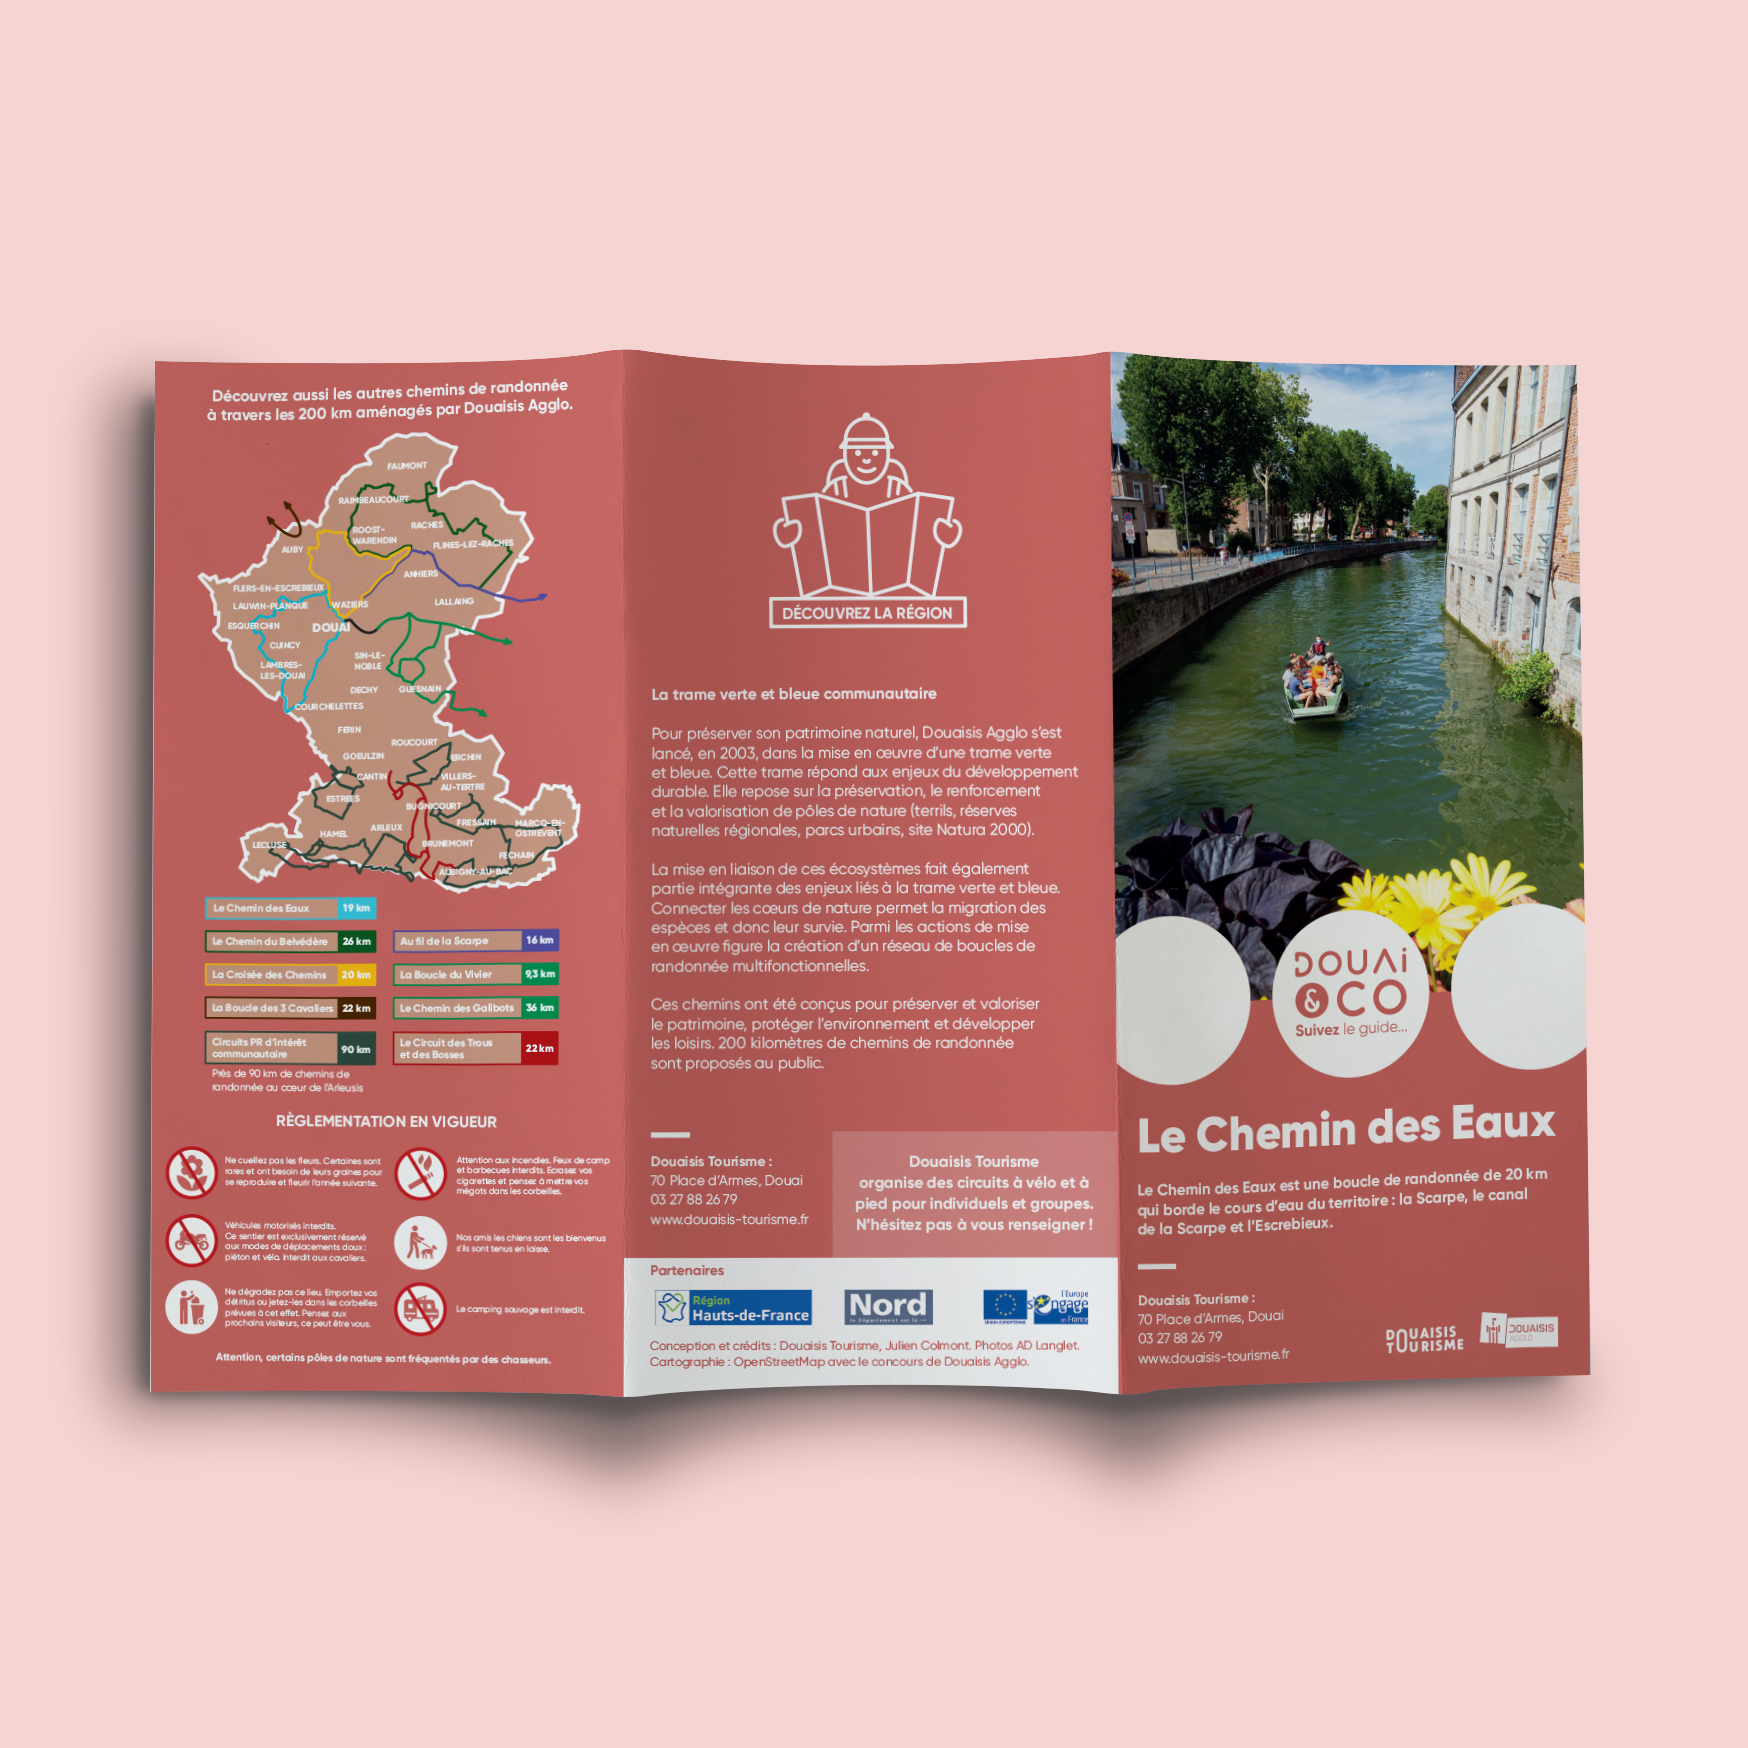 Découvrez aussi les autres chemins de randonnée
à travers les 200 km aménagés par Douaisis Agglo.
FAUMONT
RAIMBEAUCOURT
ROOST-
WARENDIN
RACHES
FLINES-LEZ-RACHES
AUBY
ANHIERS
FLERS-EN-ESCREBIEUX
LAUWIN-PLANQUE
WAZIERS
LALLAING
ESQUERCHIN
DOUAI
CUINCY
SIN-LE-
NOBLE
LAMBRES-
LES-DOUAI
DECHY
GUESNAIN
COURCHELETTES
FERIN
ROUCOURT
GOEULZIN
ERCHIN
CANTIN
VILLERS-
AU-TERTRE
ESTREES
BUGNICOURT
HAMEL
ARLEUX
FRESSAIN
MARCQ-EN-
OSTREVENT
LECLUSE
BRUNEMONT
FECHAIN
AUBIGNY-AU-BAC
Le Chemin des Eaux 19 km
Le Chemin du Belvédère 26 km
Au fil de la Scarpe 16 km
La Croisée des Chemins 20 km
La Boucle du Vivier 9,3 km
La Boucle des 3 Cavaliers 22 km
Le Chemin des Galibots 36 km
Circuits PR d'intérêt
communautaire 90 km
Le Circuit des Trous
et des Bosses 22 km
Près de 90 km de chemins de
randonnée au cœur de l'Arleusis
RÈGLEMENTATION EN VIGUEUR
Ne cueillez pas les fleurs. Certaines sont
rares et ont besoin de leurs graines pour
se reproduire et fleurir l'année suivante.
Attention aux incendies. Feux de camp
et barbecues interdits. Ecrasez vos
cigarettes et pensez à mettre vos
mégots dans les corbeilles.
Véhicules motorisés interdits.
Ce sentier est exclusivement réservé
aux modes de déplacements doux :
piéton et vélo. Interdit aux cavaliers.
Nos amis les chiens sont les bienvenus
s'ils sont tenus en laisse.
Ne dégradez pas ce lieu. Emportez vos
détritus ou jetez-les dans les corbeilles
prévues à cet effet. Pensez aux
prochains visiteurs, ce peut être vous.
Le camping sauvage est interdit.
Attention, certains pôles de nature sont fréquentés par des chasseurs.
DÉCOUVREZ LA RÉGION
La trame verte et bleue communautaire
Pour préserver son patrimoine naturel, Douaisis Agglo s'est
lancé, en 2003, dans la mise en œuvre d'une trame verte
et bleue. Cette trame répond aux enjeux du développement
durable. Elle repose sur la préservation, le renforcement
et la valorisation de pôles de nature (terrils, réserves
naturelles régionales, parcs urbains, site Natura 2000).
La mise en liaison de ces écosystèmes fait également
partie intégrante des enjeux liés à la trame verte et bleue.
Connecter les cœurs de nature permet la migration des
espèces et donc leur survie. Parmi les actions de mise
en œuvre figure la création d'un réseau de boucles de
randonnée multifonctionnelles.
Ces chemins ont été conçus pour préserver et valoriser
le patrimoine, protéger l'environnement et développer
les loisirs. 200 kilomètres de chemins de randonnée
sont proposés au public.
Douaisis Tourisme :
70 Place d'Armes, Douai
03 27 88 26 79
www.douaisis-tourisme.fr
Douaisis Tourisme
organise des circuits à vélo et à
pied pour individuels et groupes.
N'hésitez pas à vous renseigner !
Partenaires
Région
Hauts-de-France
Nord
le Département est là
UNION EUROPÉENNE
l'Europe
s'engage
en France
Conception et crédits : Douaisis Tourisme, Julien Colmont. Photos AD Langlet.
Cartographie : OpenStreetMap avec le concours de Douaisis Agglo.
DOUAi
&CO
Suivez le guide...
Le Chemin des Eaux
Le Chemin des Eaux est une boucle de randonnée de 20 km
qui borde le cours d'eau du territoire : la Scarpe, le canal
de la Scarpe et l'Escrebieux.
Douaisis Tourisme :
70 Place d'Armes, Douai
03 27 88 26 79
www.douaisis-tourisme.fr
DOUAISIS
TOURISME
DOUAISIS
AGGLO